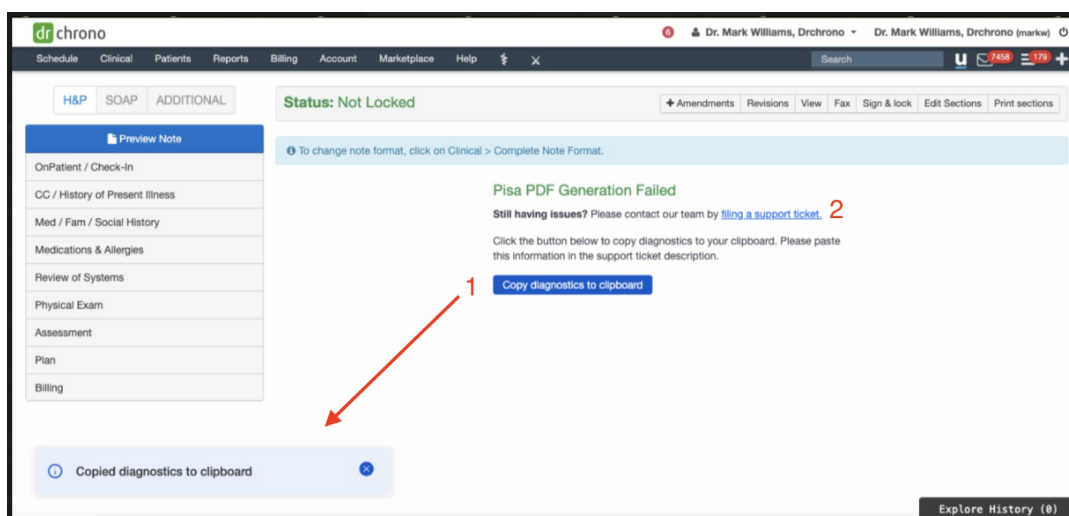 dr chrono
6 Dr. Mark Williams, Drchrono Dr. Mark Williams, Drchrono (markw)
Schedule Clinical Patients Reports Billing Account Marketplace Help Search 7458 179
H&P SOAP ADDITIONAL
Status: Not Locked
Amendments Revisions View Fax Sign & lock Edit Sections Print sections
Preview Note
To change note format, click on Clinical > Complete Note Format.
OnPatient / Check-In
CC / History of Present Illness
Med / Fam / Social History
Medications & Allergies
Review of Systems
Physical Exam
Assessment
Plan
Billing
Pisa PDF Generation Failed
Still having issues? Please contact our team by filing a support ticket. 2
Click the button below to copy diagnostics to your clipboard. Please paste
this information in the support ticket description.
1 Copy diagnostics to clipboard
Copied diagnostics to clipboard
Explore History (0)